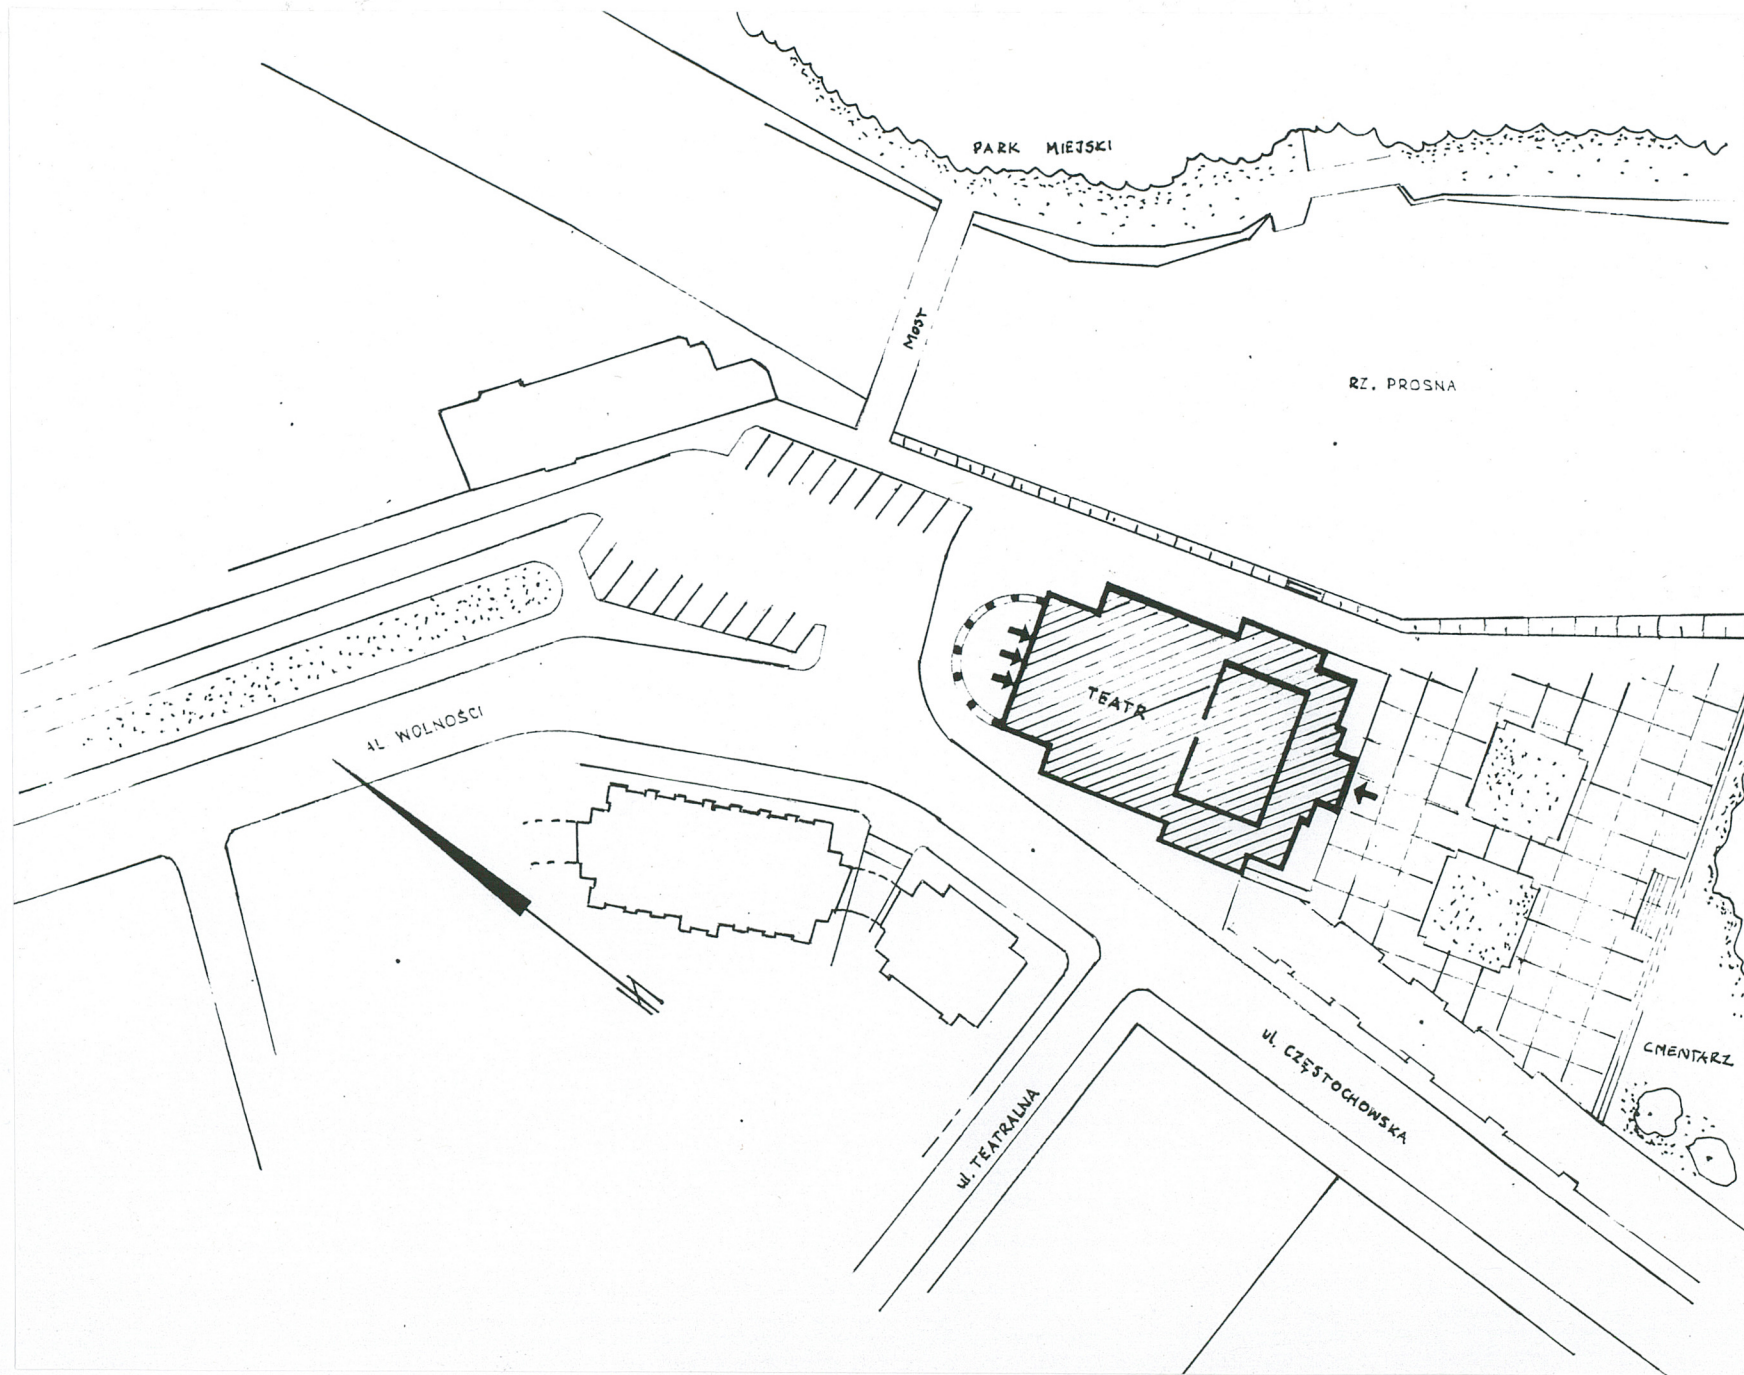 PARK MIEJSKI
MOST
RZ. PROSNA
TEATR
AL WOLNOŚCI
N
ul. CZĘSTOCHOWSKA
CMENTARZ
ul. TEATRALNA